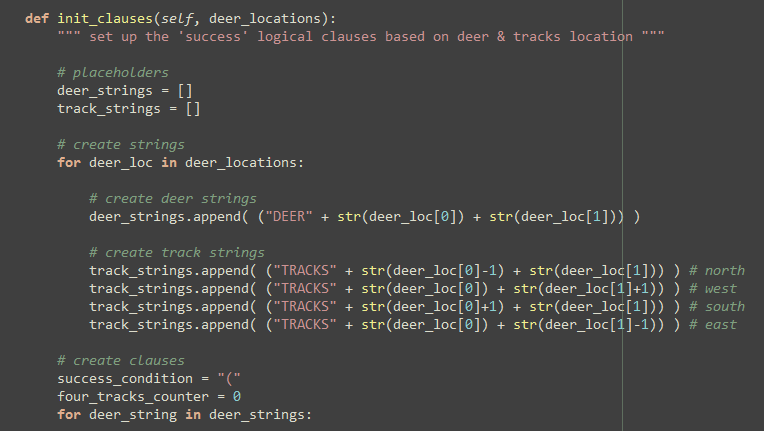 def init_clauses(self, deer_locations):
    """ set up the 'success' logical clauses based on deer & tracks location """

    # placeholders
    deer_strings = []
    track_strings = []

    # create strings
    for deer_loc in deer_locations:

        # create deer strings
        deer_strings.append( ("DEER" + str(deer_loc[0]) + str(deer_loc[1])) )

        # create track strings
        track_strings.append( ("TRACKS" + str(deer_loc[0]-1) + str(deer_loc[1])) ) # north
        track_strings.append( ("TRACKS" + str(deer_loc[0]) + str(deer_loc[1]+1)) ) # west
        track_strings.append( ("TRACKS" + str(deer_loc[0]+1) + str(deer_loc[1])) ) # south
        track_strings.append( ("TRACKS" + str(deer_loc[0]) + str(deer_loc[1]-1)) ) # east

    # create clauses
    success_condition = "("
    four_tracks_counter = 0
    for deer_string in deer_strings: